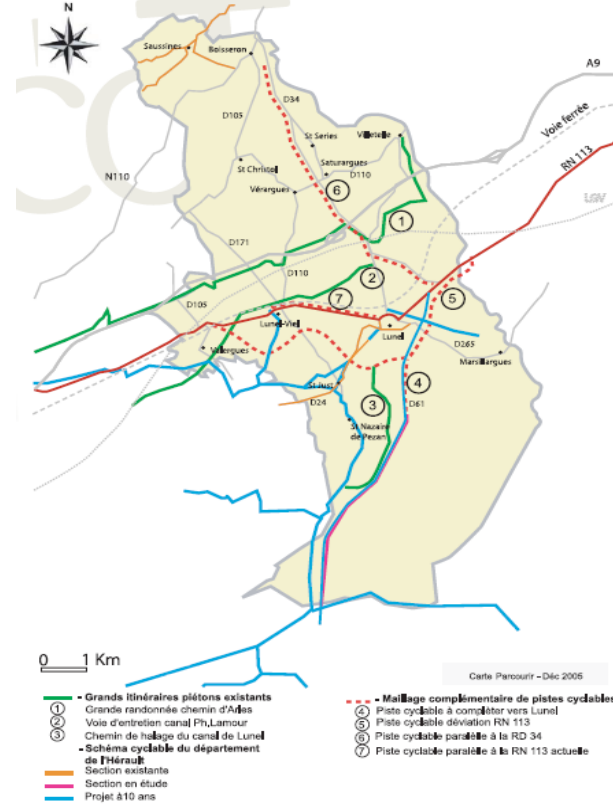 N
Saussines
Boisseron
A9
D34
D105
Voie ferrée
St Series
Villetelle
RN 113
Saturargues
St Christol
D110
N110
Vérargues
6
LGV
1
D171
D110
2
7
5
D105
Lunel-Viel
Lunel
D265
Valergues
Marsillargues
St Just
4
D24
3
D61
St Nazaire
de Pezan
0 1 Km
Carte Parcourir - Déc 2005
- Grands itinéraires piétons existants
1 Grande randonnée chemin d'Arles
2 Voie d'entretien canal Ph,Lamour
3 Chemin de halage du canal de Lunel
- Schéma cyclable du département
de l'Hérault
Section existante
Section en étude
Projet à10 ans
- Maillage complémentaire de pistes cyclables
4 Piste cyclable à compléter vers Lunel
5 Piste cyclable déviation RN 113
6 Piste cyclable paralèle à la RD 34
7 Piste cyclable paralèle à la RN 113 actuelle